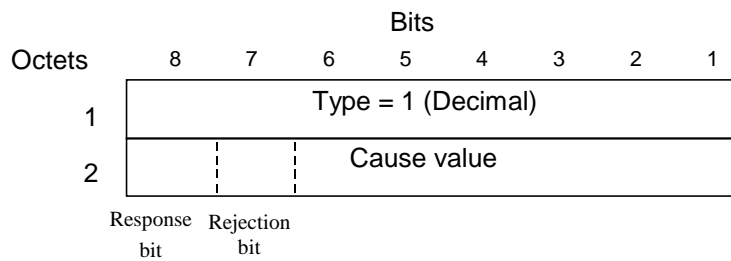 Bits
Octets 8 7 6 5 4 3 2 1
1 Type = 1 (Decimal)
2 Cause value
Response Rejection
bit bit